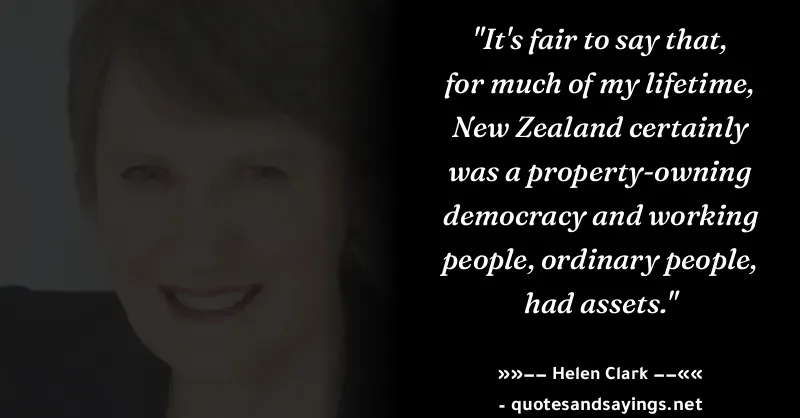 "It's fair to say that,
for much of my lifetime,
New Zealand certainly
was a property-owning
democracy and working
people, ordinary people,
had assets."
»»–– Helen Clark ––««
- quotesandsayings.net